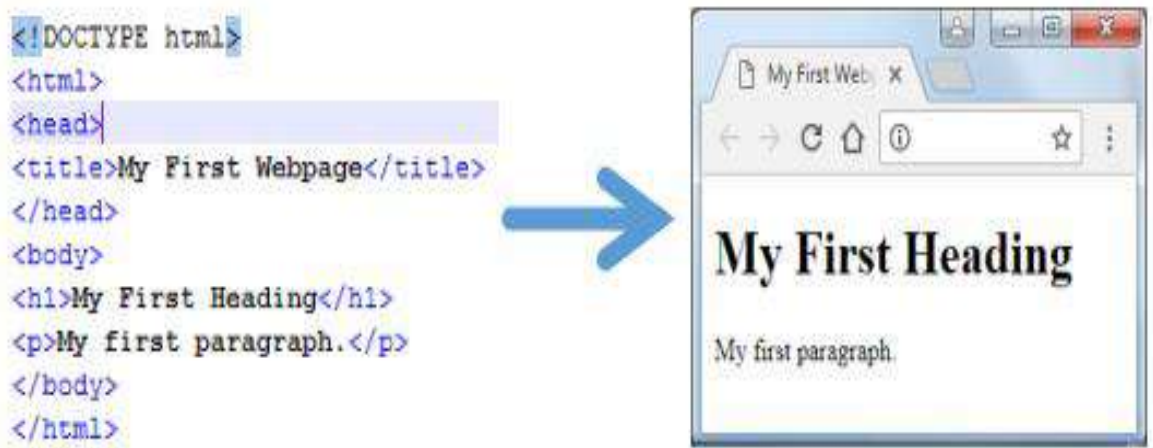 <!DOCTYPE html>
<html>
<head>
<title>My First Webpage</title>
</head>
<body>
<h1>My First Heading</h1>
<p>My first paragraph.</p>
</body>
</html>
My First Web
My First Heading
My first paragraph.